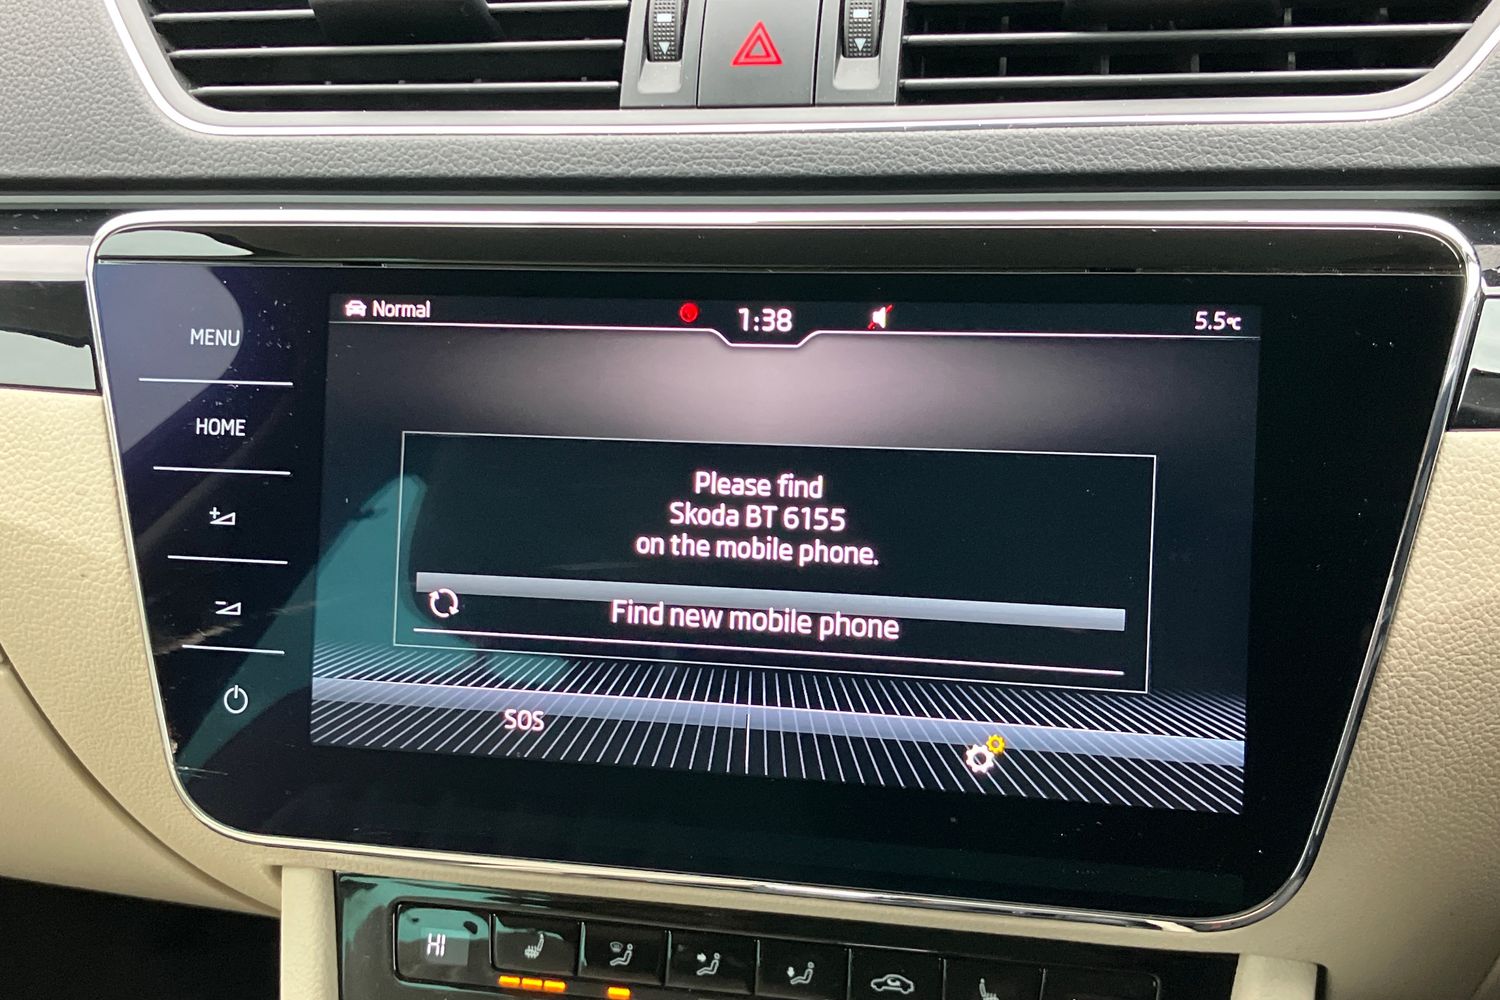 Normal
1:38
5.5°C
MENU
HOME
Please find
Skoda BT 6155
on the mobile phone.
Find new mobile phone
SOS
HI